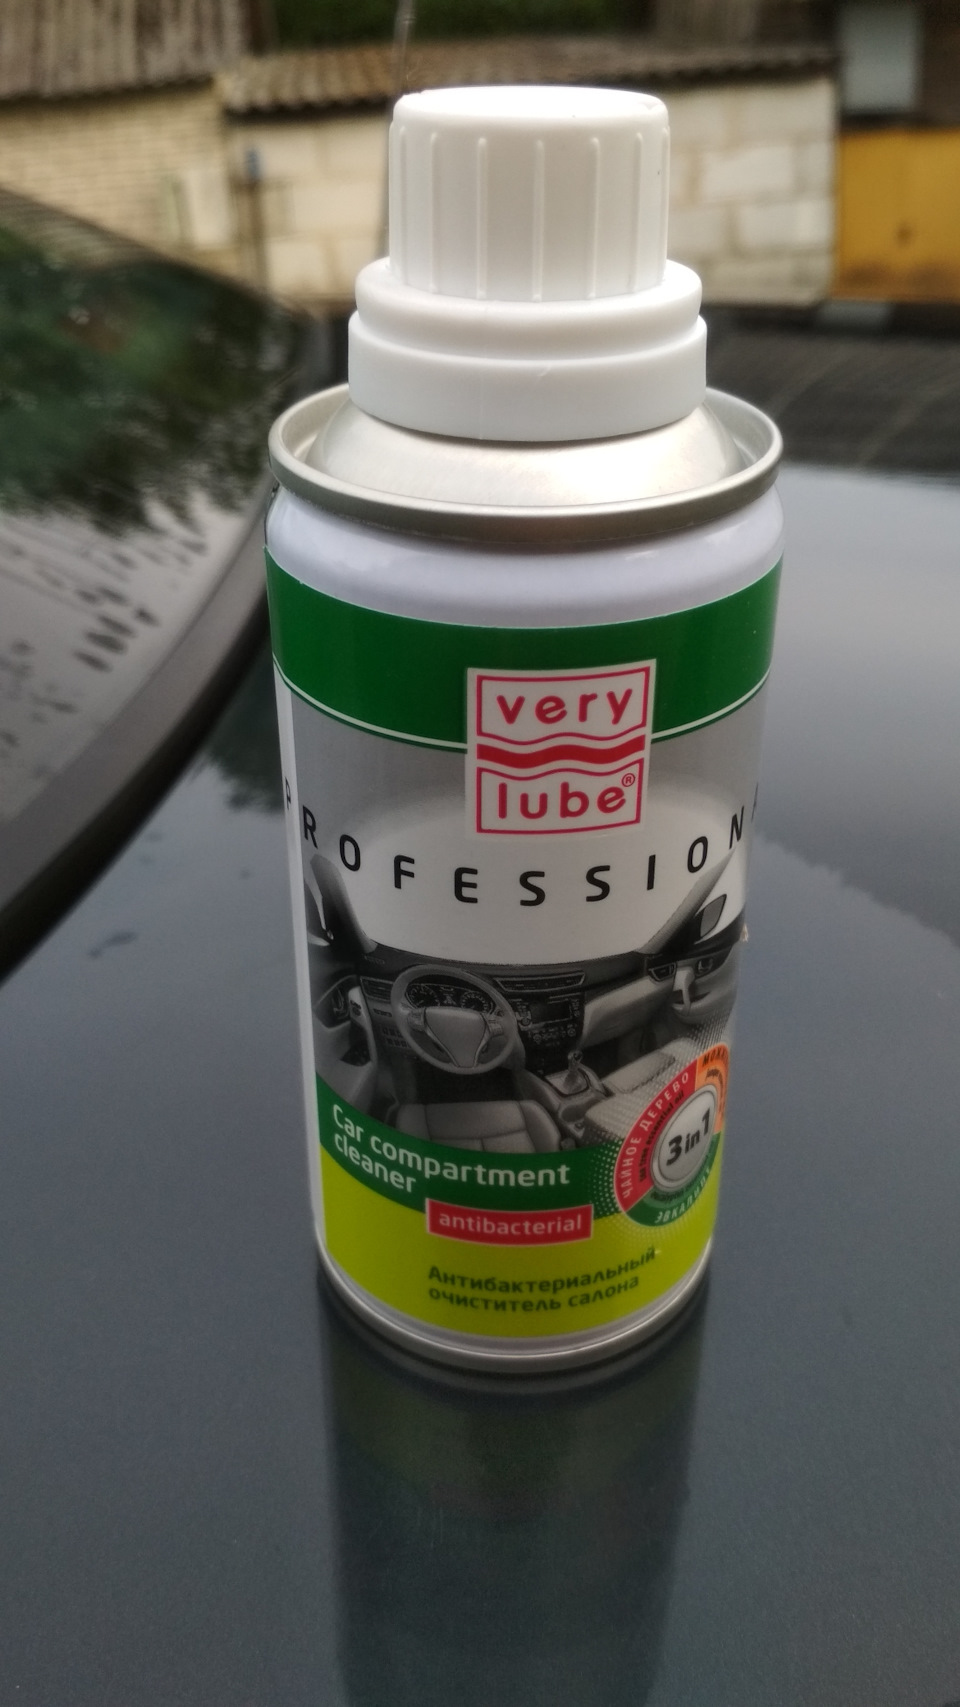 very
lube®
PROFESSIONA
Car compartment
cleaner
antibacterial
3 in 1
ЧАЙНОЕ ДЕРЕВО
ЭВКАЛИПТ
Антибактериальный
очиститель салона